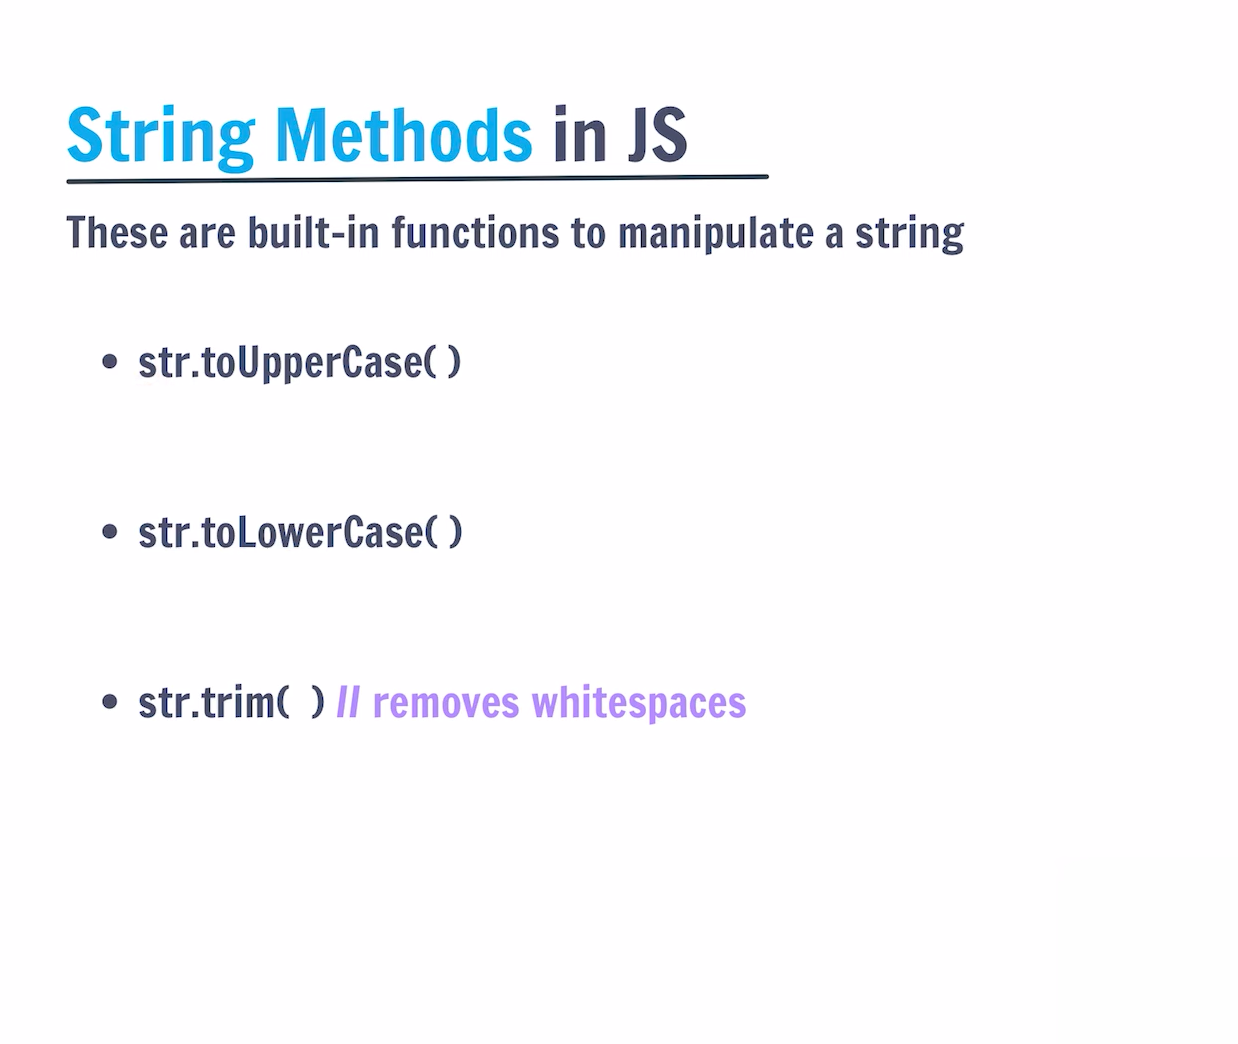 String Methods in JS
These are built-in functions to manipulate a string
• str.toUpperCase( )
• str.toLowerCase( )
• str.trim(  ) // removes whitespaces